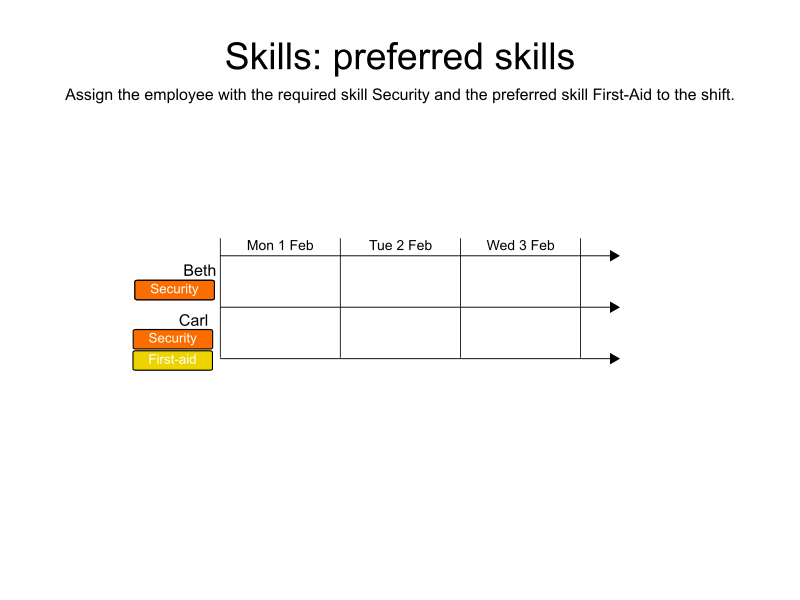 Skills: preferred skills
Assign the employee with the required skill Security and the preferred skill First-Aid to the shift.
Mon 1 Feb Tue 2 Feb Wed 3 Feb
Beth
Security
Carl
Security
First-aid